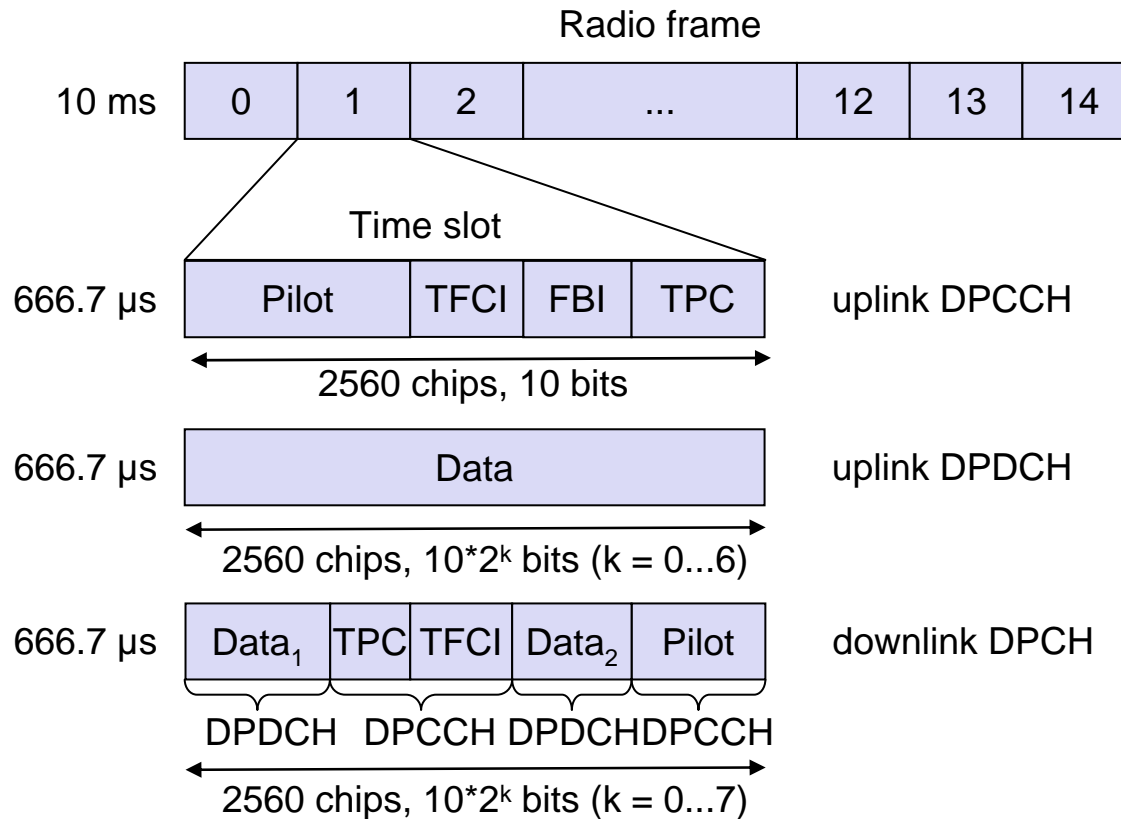 Radio frame
10 ms 0 1 2 ... 12 13 14
Time slot
666.7 µs Pilot TFCI FBI TPC uplink DPCCH
2560 chips, 10 bits
666.7 µs Data uplink DPDCH
2560 chips, 10*2ᵏ bits (k = 0...6)
666.7 µs Data₁ TPC TFCI Data₂ Pilot downlink DPCH
DPDCH DPCCH DPDCH DPCCH
2560 chips, 10*2ᵏ bits (k = 0...7)